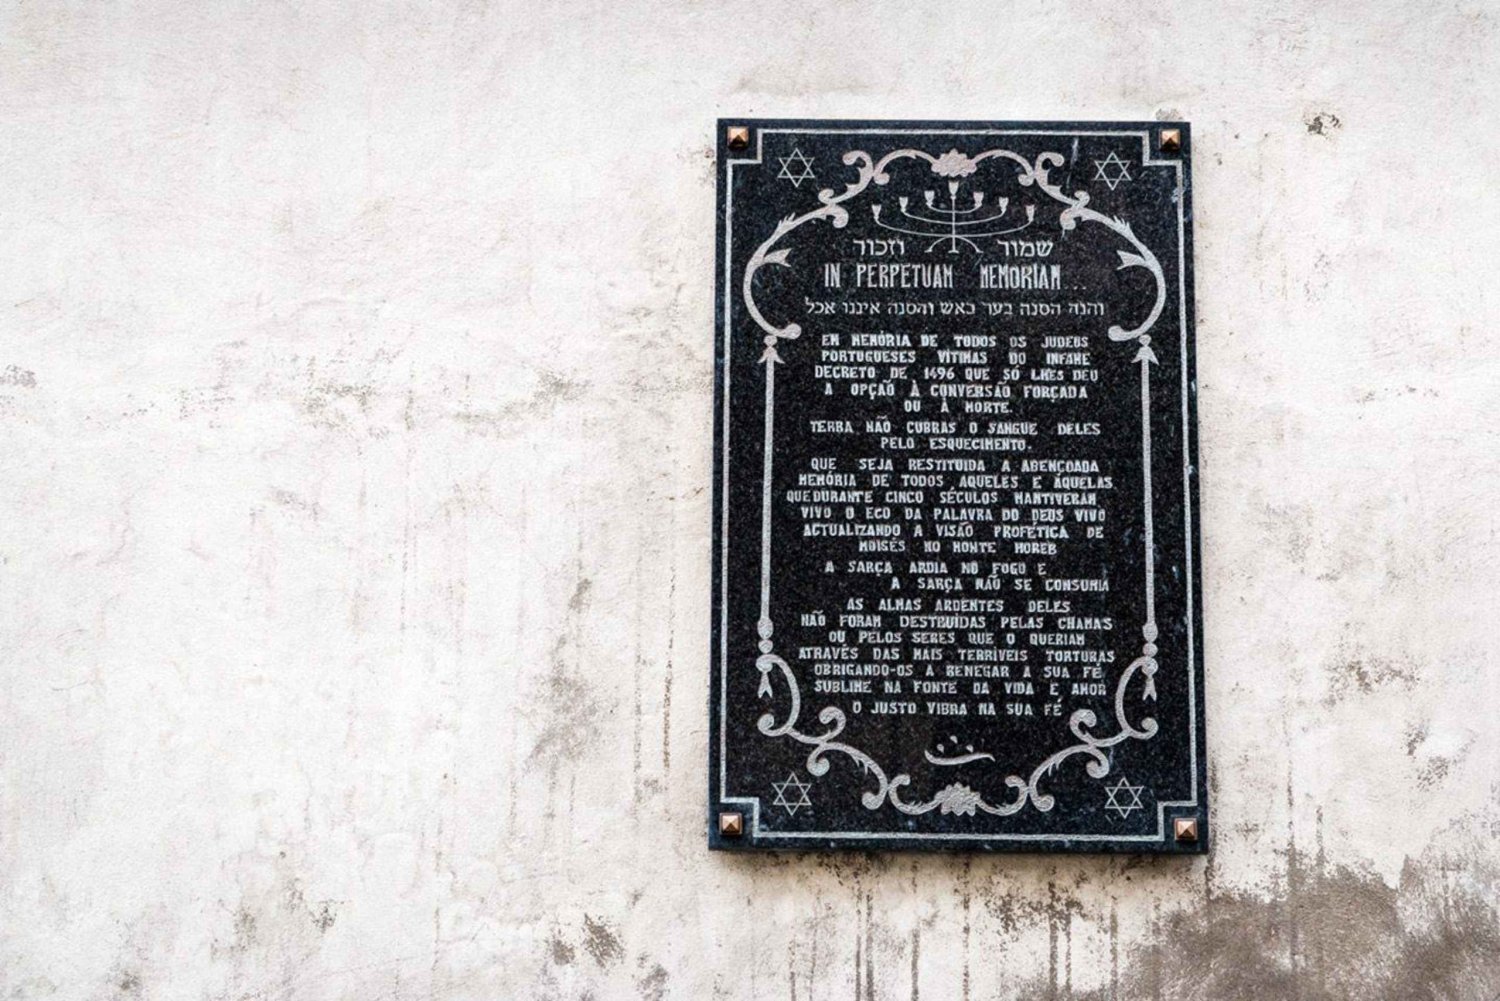 שמור וזכור
IN PERPETUAM MEMORIAM...
והנה הסנה בער באש והסנה איננו אכל
EM MEMÓRIA DE TODOS OS JUDEUS
PORTUGUESES VÍTIMAS DO INFAME
DECRETO DE 1496 QUE SÓ LHES DEU
A OPÇAÕ À CONVERSÃO FORÇADA
OU À MORTE.
TERRA NÃO CUBRAS O SANGUE DELES
PELO ESQUECIMENTO.
QUE SEJA RESTITUIDA A ABENÇOADA
MEMÓRIA DE TODOS AQUELES E ÁQUELAS
QUE DURANTE CINCO SÉCULOS MANTIVERAM
VIVO O ECO DA PALAVRA DO DEUS VIVO
ACTUALIZANDO A VISÃO PROFÉTICA DE
MOISÉS NO MONTE HOREB
A SARÇA ARDIA NO FOGO E
A SARÇA NÃO SE CONSUMIA
AS ALMAS ARDENTES DELES
NÃO FORAM DESTRUÍDAS PELAS CHAMAS
OU PELOS SERES QUE O QUERIAM
ATRAVÉS DAS MAIS TERRÍVEIS TORTURAS
OBRIGANDO-OS A RENEGAR A SUA FÉ
SUBLIME NA FONTE DA VIDA E AMOR
O JUSTO VIBRA NA SUA FÉ